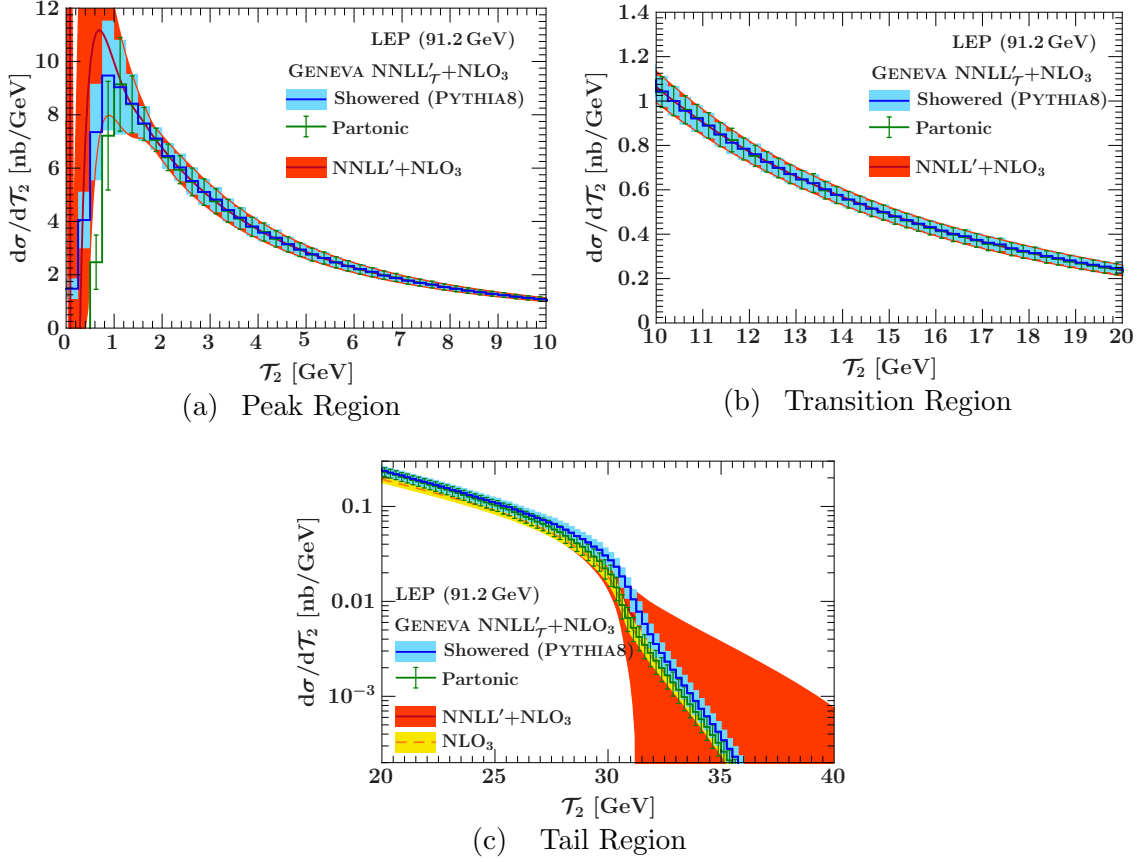 12
10
8
6
4
2
0
dσ/dT₂ [nb/GeV]
LEP (91.2 GeV)
GENEVA NNLL′_T+NLO₃
Showered (PYTHIA8)
Partonic
NNLL′+NLO₃
0 1 2 3 4 5 6 7 8 9 10
T₂ [GeV]
(a) Peak Region
1.4
1.2
1
0.8
0.6
0.4
0.2
0
dσ/dT₂ [nb/GeV]
LEP (91.2 GeV)
GENEVA NNLL′_T+NLO₃
Showered (PYTHIA8)
Partonic
NNLL′+NLO₃
10 11 12 13 14 15 16 17 18 19 20
T₂ [GeV]
(b) Transition Region
0.1
0.01
10⁻³
dσ/dT₂ [nb/GeV]
LEP (91.2 GeV)
GENEVA NNLL′_T+NLO₃
Showered (PYTHIA8)
Partonic
NNLL′+NLO₃
NLO₃
20 25 30 35 40
T₂ [GeV]
(c) Tail Region